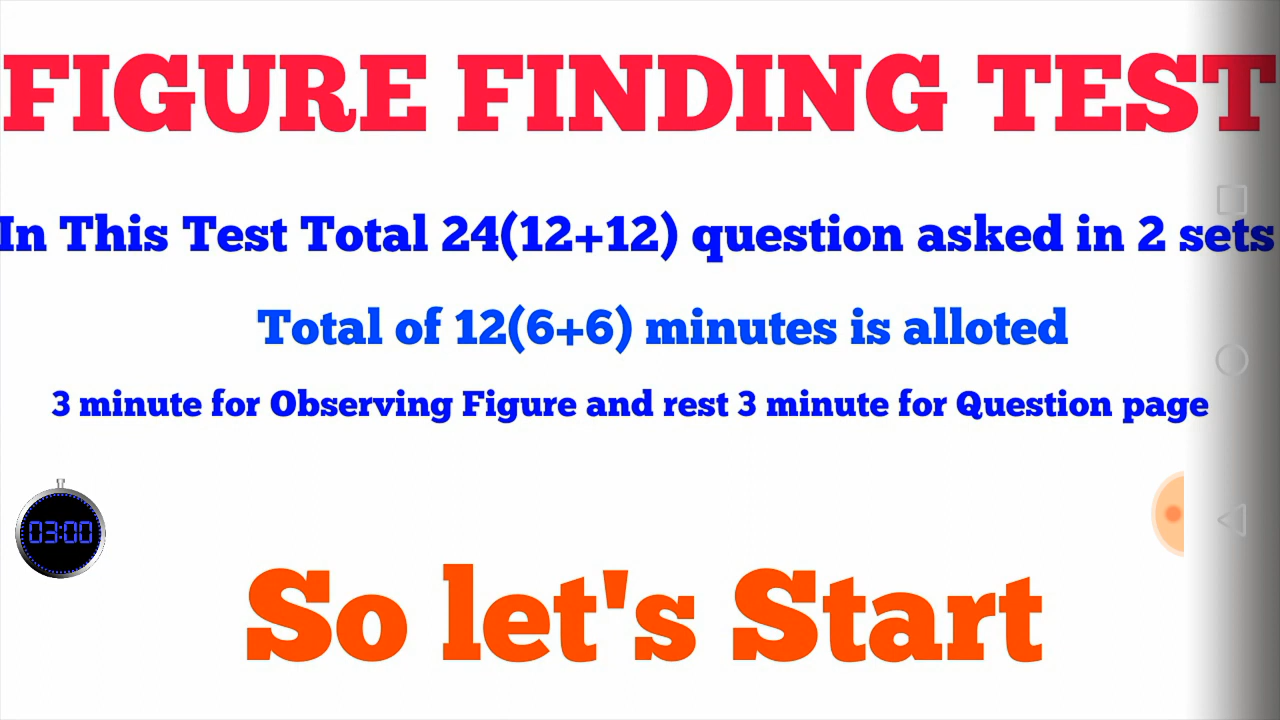 FIGURE FINDING TEST
In This Test Total 24(12+12) question asked in 2 sets
Total of 12(6+6) minutes is alloted
3 minute for Observing Figure and rest 3 minute for Question page
03:00
So let's Start